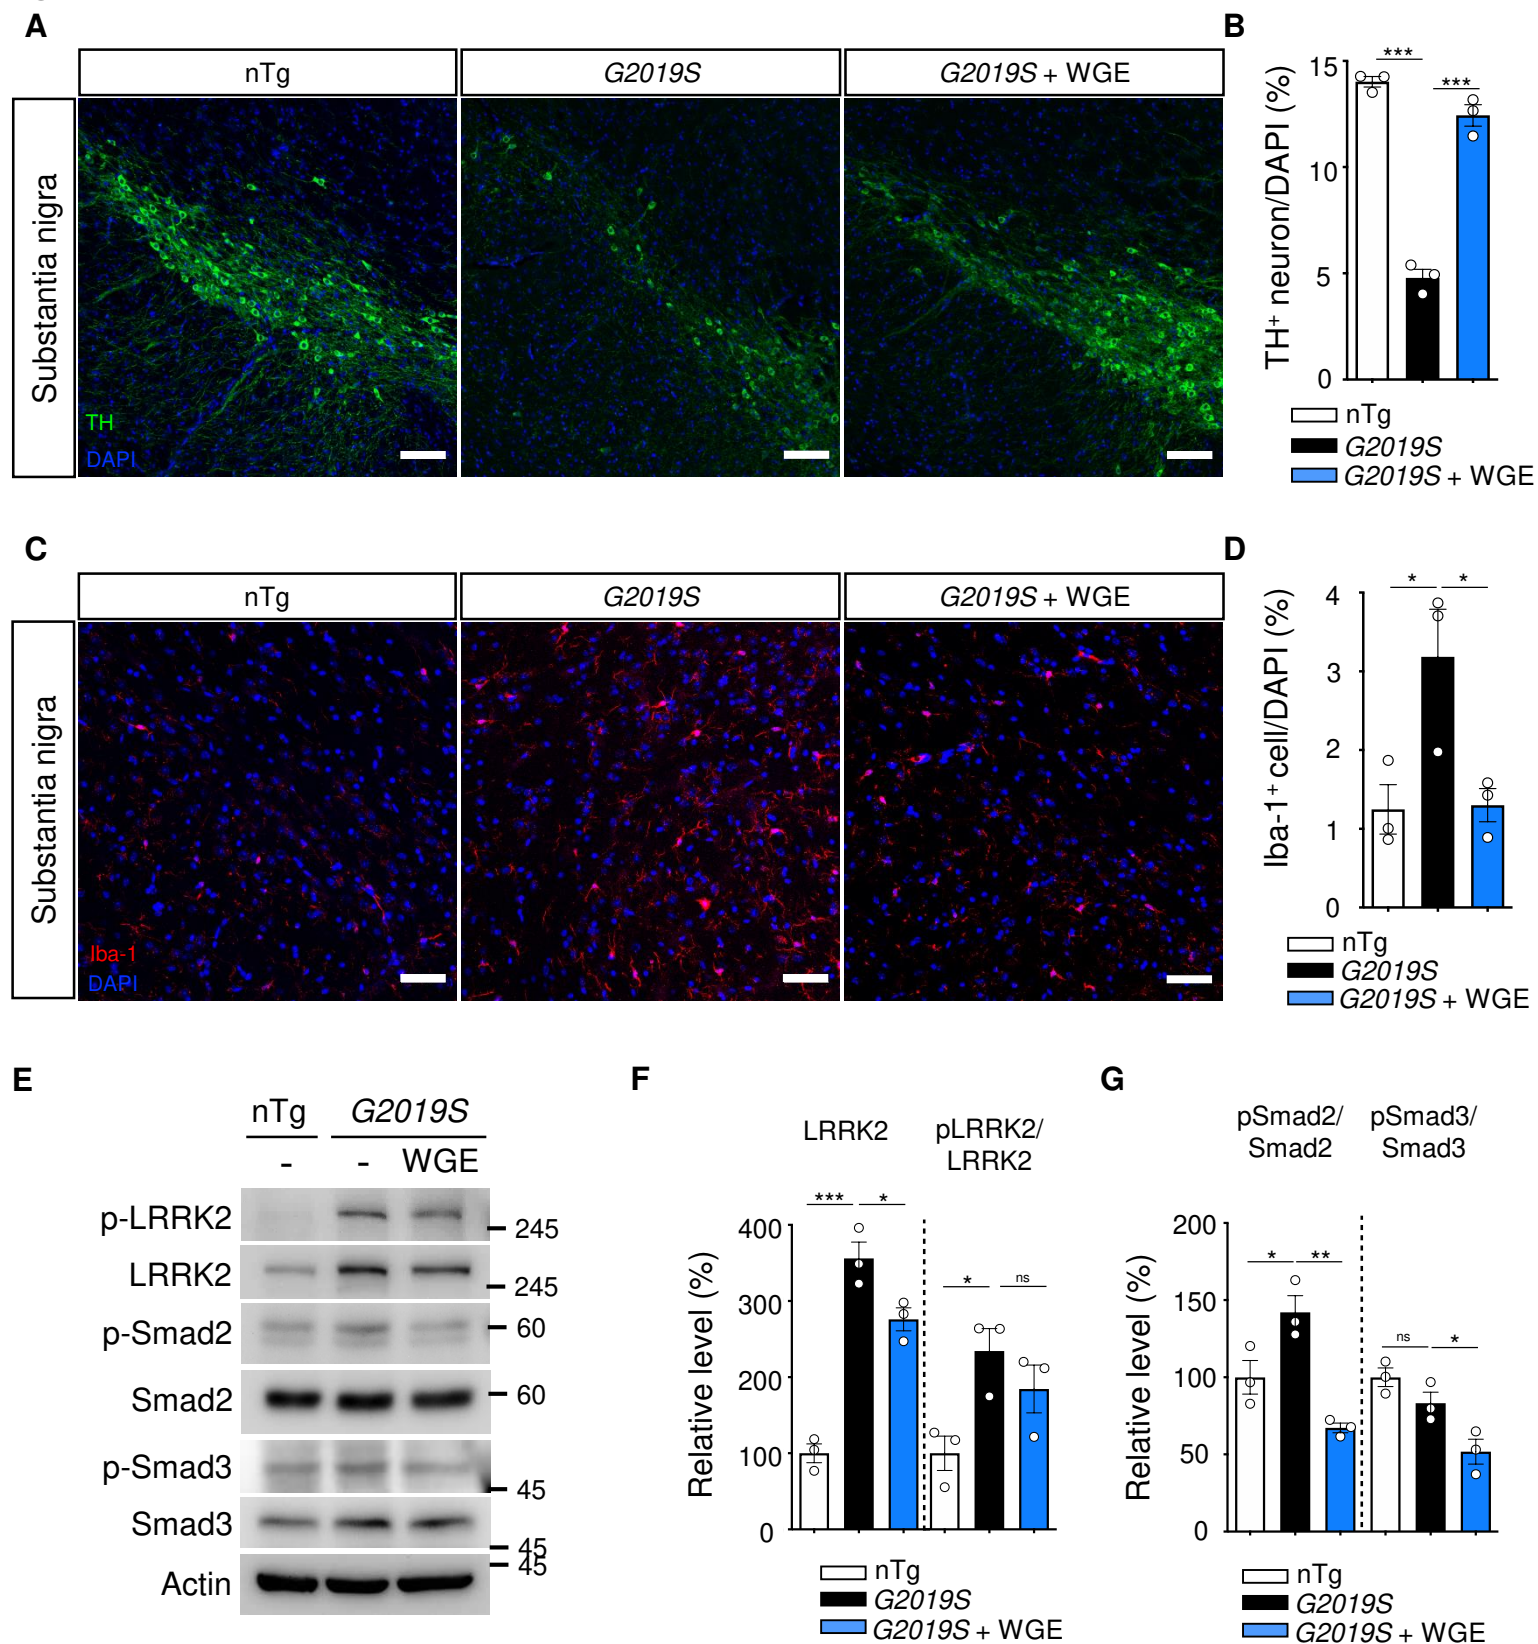 A
nTg
G2019S
G2019S + WGE
Substantia nigra
TH
DAPI
B
***
***
TH⁺ neuron/DAPI (%)
15
10
5
0
nTg
G2019S
G2019S + WGE
C
nTg
G2019S
G2019S + WGE
Substantia nigra
Iba-1
DAPI
D
*
*
Iba-1⁺ cell/DAPI (%)
4
3
2
1
0
nTg
G2019S
G2019S + WGE
E
nTg
G2019S
-
-
WGE
p-LRRK2
245
LRRK2
245
p-Smad2
60
Smad2
60
p-Smad3
45
Smad3
45
Actin
45
F
LRRK2
pLRRK2/
LRRK2
***
*
*
ns
Relative level (%)
400
300
200
100
0
nTg
G2019S
G2019S + WGE
G
pSmad2/
Smad2
pSmad3/
Smad3
*
**
ns
*
Relative level (%)
200
150
100
50
0
nTg
G2019S
G2019S + WGE